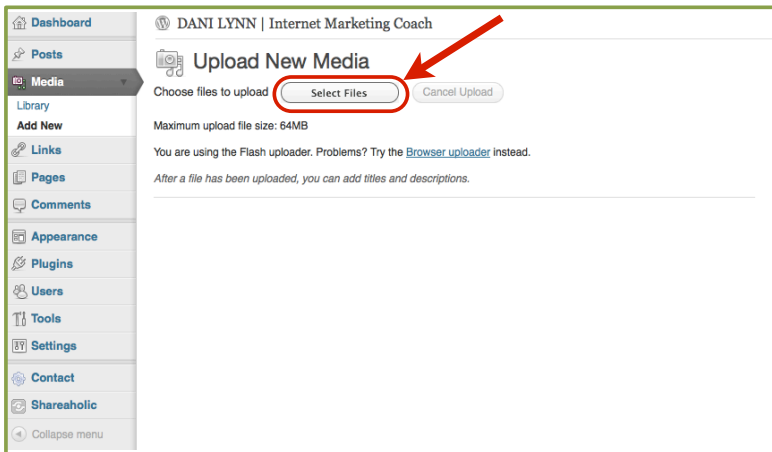 Dashboard
Posts
Media
Library
Add New
Links
Pages
Comments
Appearance
Plugins
Users
Tools
Settings
Contact
Shareaholic
Collapse menu
DANI LYNN | Internet Marketing Coach
Upload New Media
Choose files to upload Select Files Cancel Upload
Maximum upload file size: 64MB
You are using the Flash uploader. Problems? Try the Browser uploader instead.
After a file has been uploaded, you can add titles and descriptions.